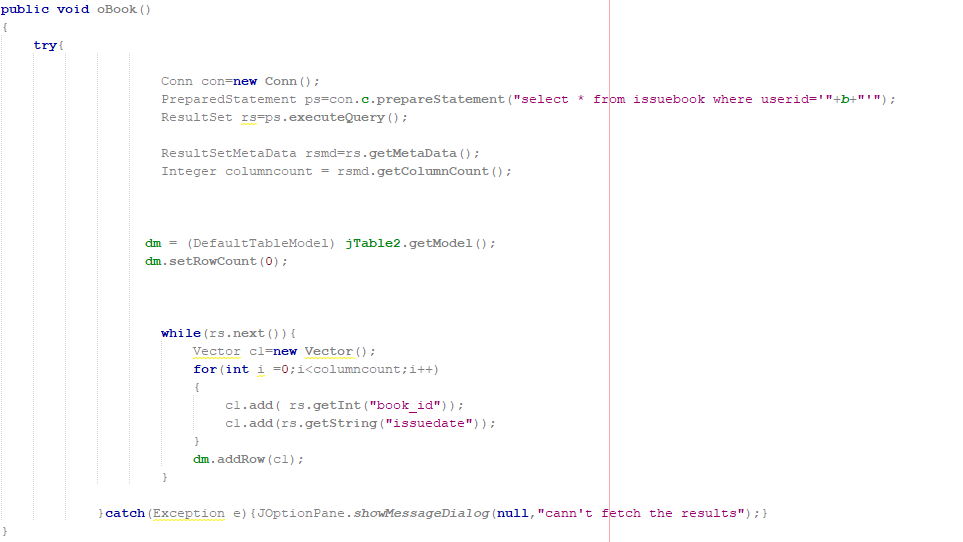 public void oBook()
{
try{
Conn con=new Conn();
PreparedStatement ps=con.c.prepareStatement("select * from issuebook where userid='"+b+"'");
ResultSet rs=ps.executeQuery();
ResultSetMetaData rsmd=rs.getMetaData();
Integer columncount = rsmd.getColumnCount();
dm = (DefaultTableModel) jTable2.getModel();
dm.setRowCount(0);
while(rs.next()){
Vector cl=new Vector();
for(int i =0;i<columncount;i++)
{
cl.add( rs.getInt("book_id"));
cl.add(rs.getString("issuedate"));
}
dm.addRow(cl);
}
}catch(Exception e){JOptionPane.showMessageDialog(null,"cann't fetch the results");}
}